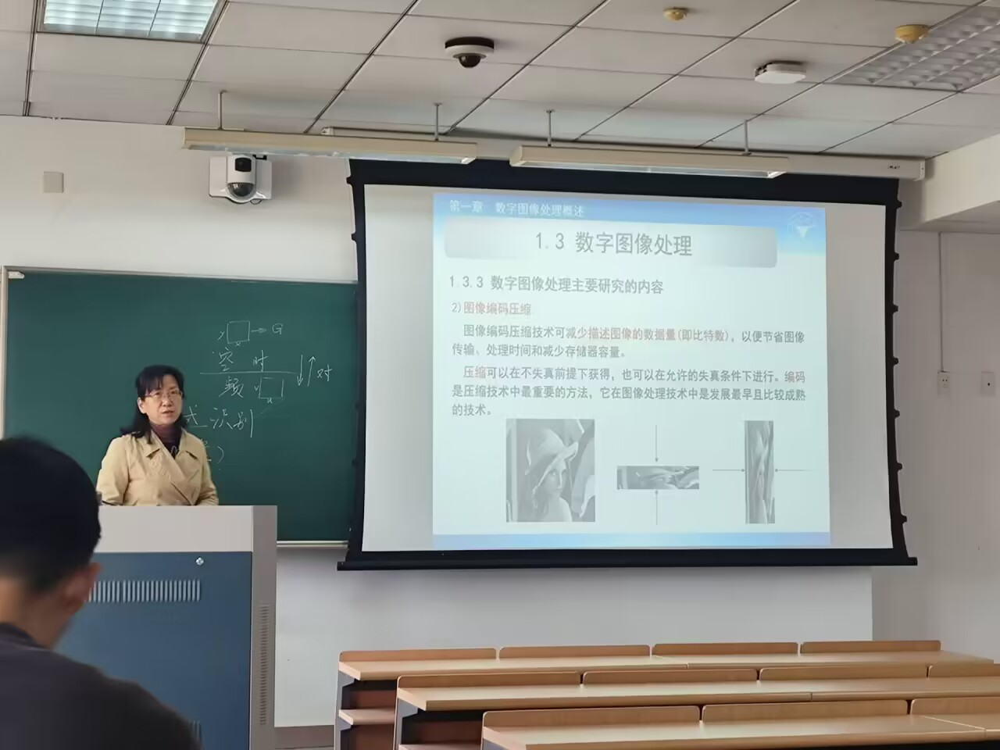 第一章 数字图像处理概述
1.3 数字图像处理
1.3.3 数字图像处理主要研究的内容
2)图像编码压缩
图像编码压缩技术可减少描述图像的数据量(即比特数)，以便节省图像
传输、处理时间和减少存储器容量。
压缩可以在不失真前提下获得，也可以在允许的失真条件下进行。编码
是压缩技术中最重要的方法，它在图像处理技术中是发展最早且比较成熟
的技术。
G
空 时
频
对
式识别